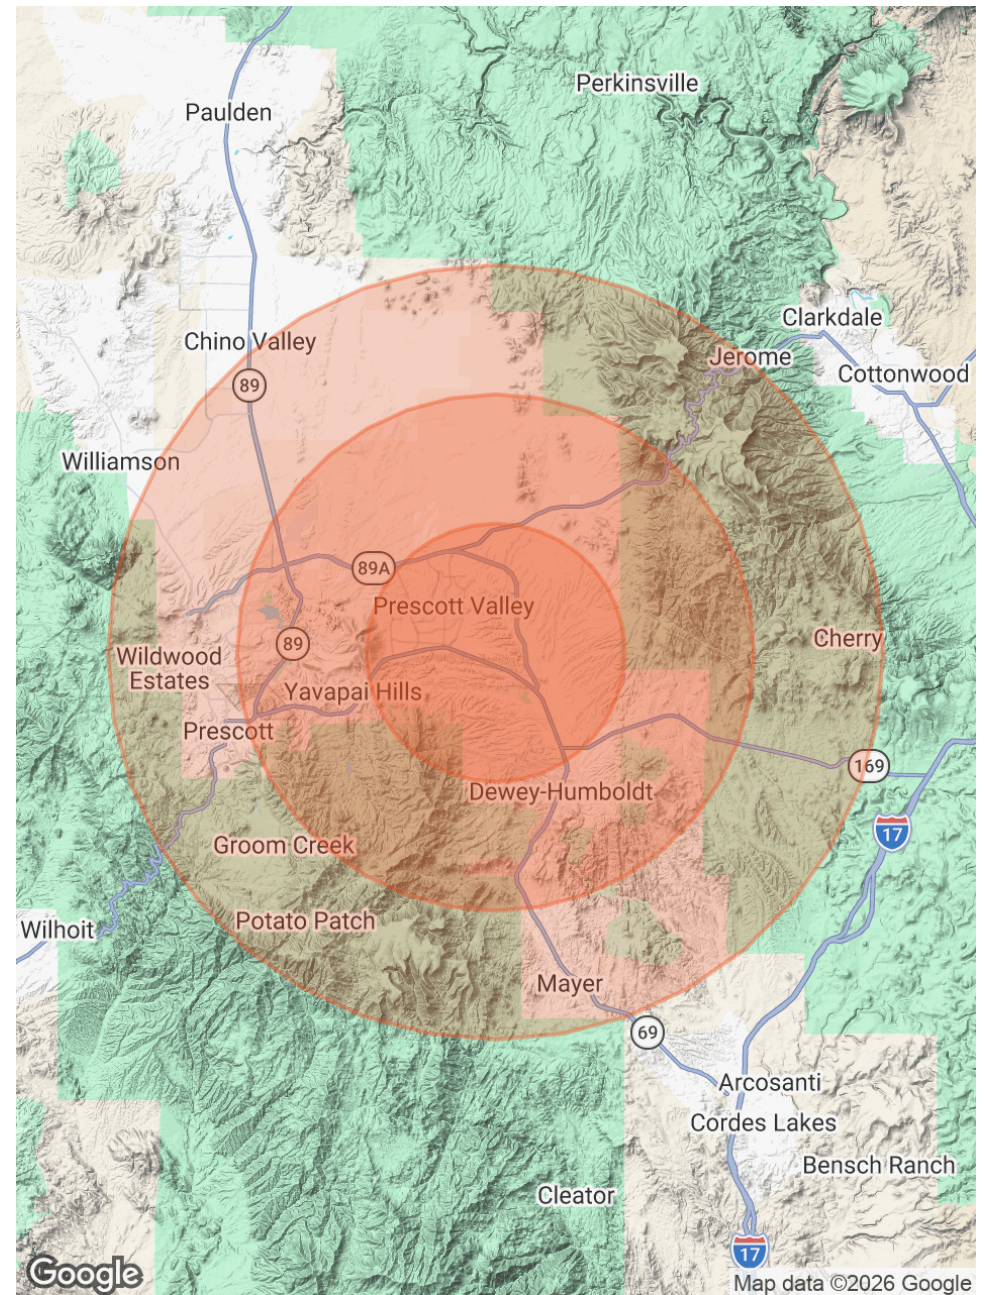 Perkinsville
Paulden
Clarkdale
Chino Valley
Jerome
Cottonwood
89
Williamson
89A
Prescott Valley
89
Cherry
Wildwood
Estates
Yavapai Hills
Prescott
169
Dewey-Humboldt
17
Groom Creek
Potato Patch
Wilhoit
Mayer
69
Arcosanti
Cordes Lakes
Bensch Ranch
Cleator
17
Google
Map data ©2026 Google